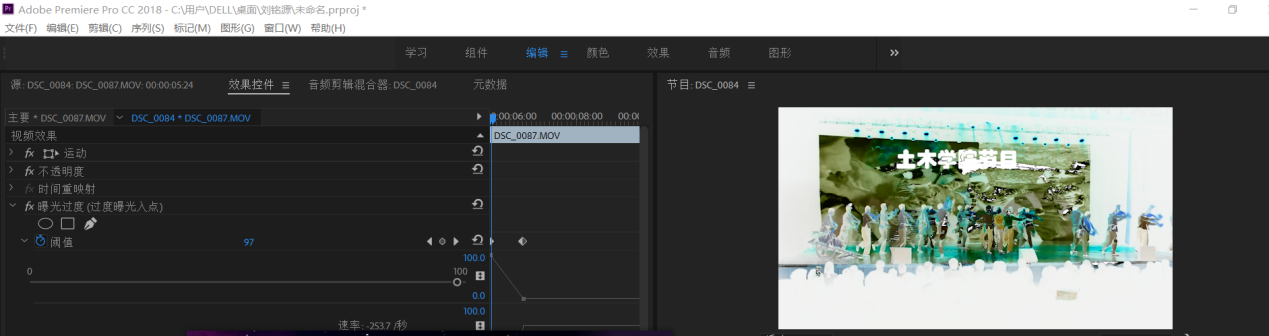 Adobe Premiere Pro CC 2018 - C:\用户\DELL\桌面\刘铭源\未命名.prproj *
文件(F) 编辑(E) 剪辑(C) 序列(S) 标记(M) 图形(G) 窗口(W) 帮助(H)
学习 组件 编辑 颜色 效果 音频 图形
源: DSC_0084: DSC_0087.MOV: 00:00:05:24 效果控件 音频剪辑混合器: DSC_0084 元数据 节目: DSC_0084
主要 * DSC_0087.MOV DSC_0084 * DSC_0087.MOV
视频效果
fx 运动
fx 不透明度
fx 时间重映射
fx 曝光过度 (过度曝光入点)
阈值 97
0 100
100.0
0.0
100.0
速率: -253.7 /秒
00:06:00 00:00:08:00 00:00
DSC_0087.MOV
土木学院节目